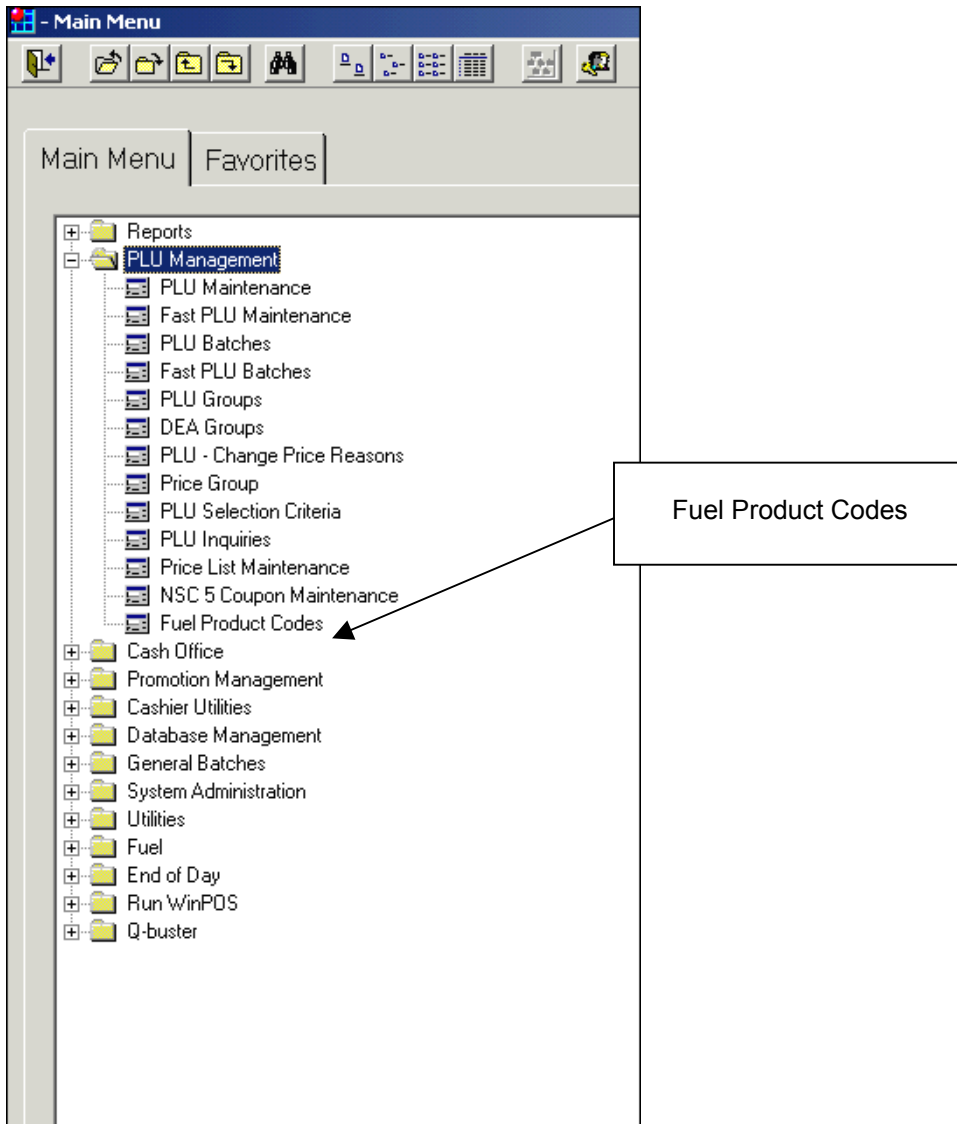 - Main Menu
Main Menu
Favorites
Reports
PLU Management
PLU Maintenance
Fast PLU Maintenance
PLU Batches
Fast PLU Batches
PLU Groups
DEA Groups
PLU - Change Price Reasons
Price Group
PLU Selection Criteria
PLU Inquiries
Price List Maintenance
NSC 5 Coupon Maintenance
Fuel Product Codes
Cash Office
Promotion Management
Cashier Utilities
Database Management
General Batches
System Administration
Utilities
Fuel
End of Day
Run WinPOS
Q-buster
Fuel Product Codes